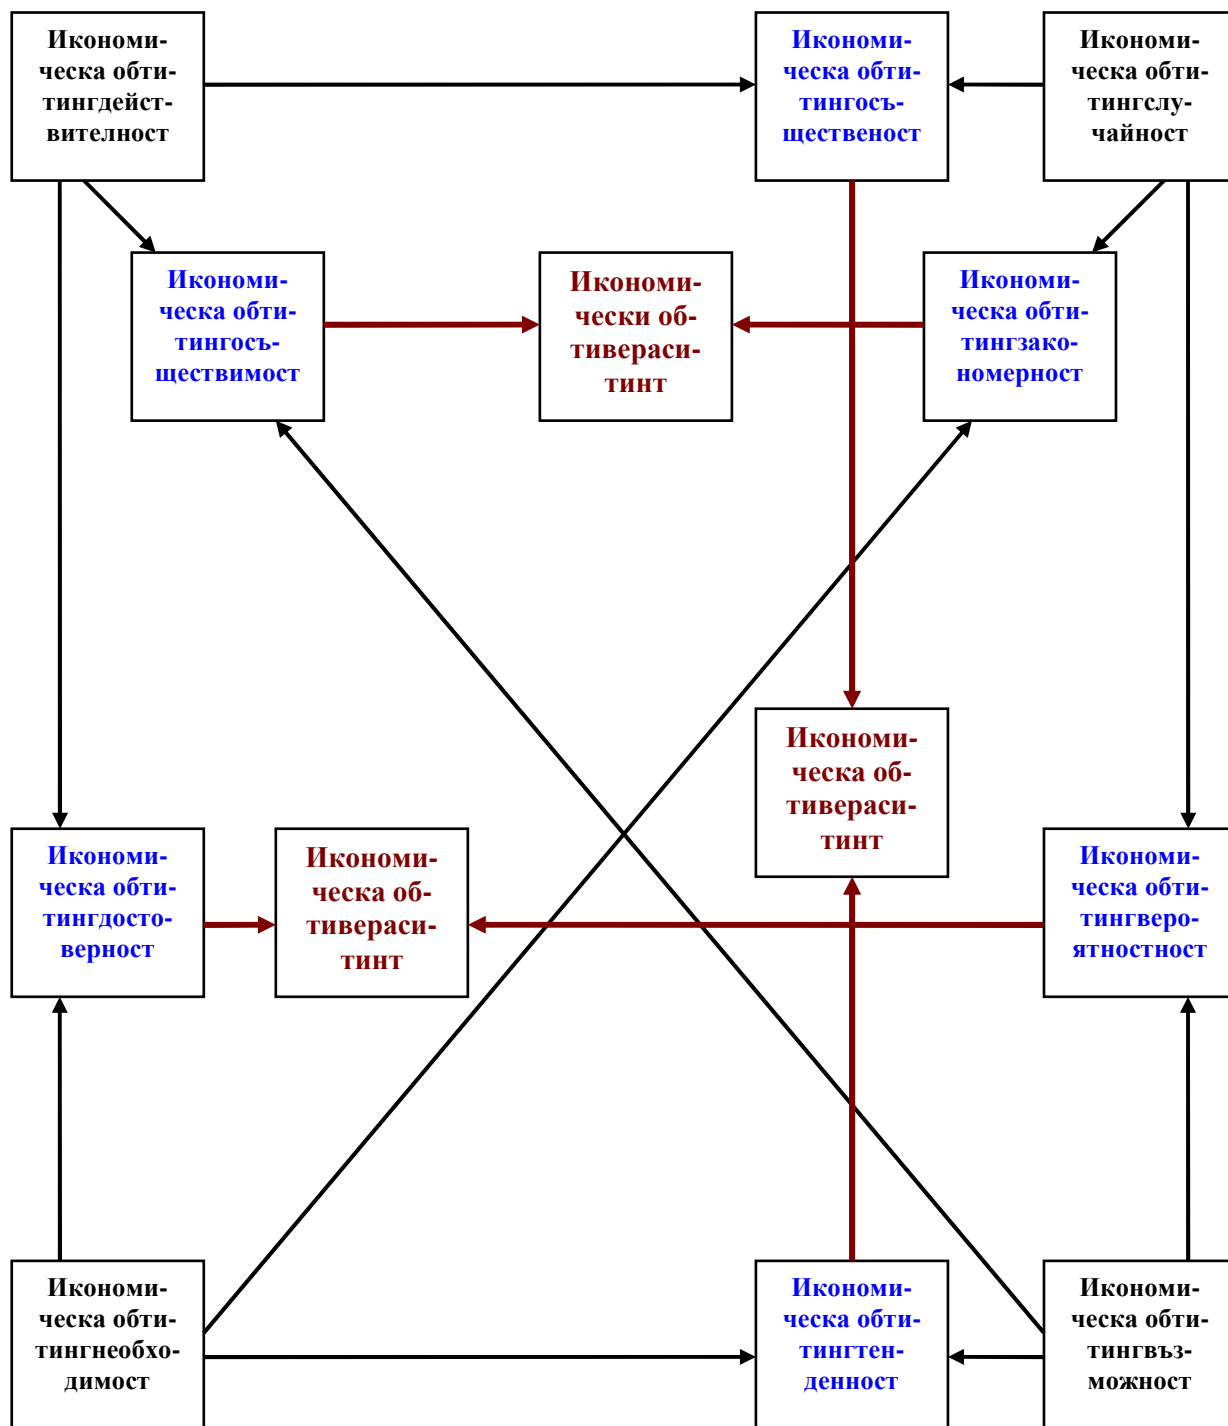 Икономи-
ческа обти-
тингдейст-
вителност
Икономи-
ческа обти-
тингосъ-
щественост
Икономи-
ческа обти-
тингслу-
чайност
Икономи-
ческа обти-
тингосъ-
ществимост
Икономи-
чески об-
тивераси-
тинт
Икономи-
ческа обти-
тингзако-
номерност
Икономи-
ческа об-
тивераси-
тинт
Икономи-
ческа обти-
тингдосто-
верност
Икономи-
ческа об-
тивераси-
тинт
Икономи-
ческа обти-
тингверо-
ятностност
Икономи-
ческа обти-
тингнеобхо-
димост
Икономи-
ческа обти-
тингтен-
денност
Икономи-
ческа обти-
тингвъз-
можност